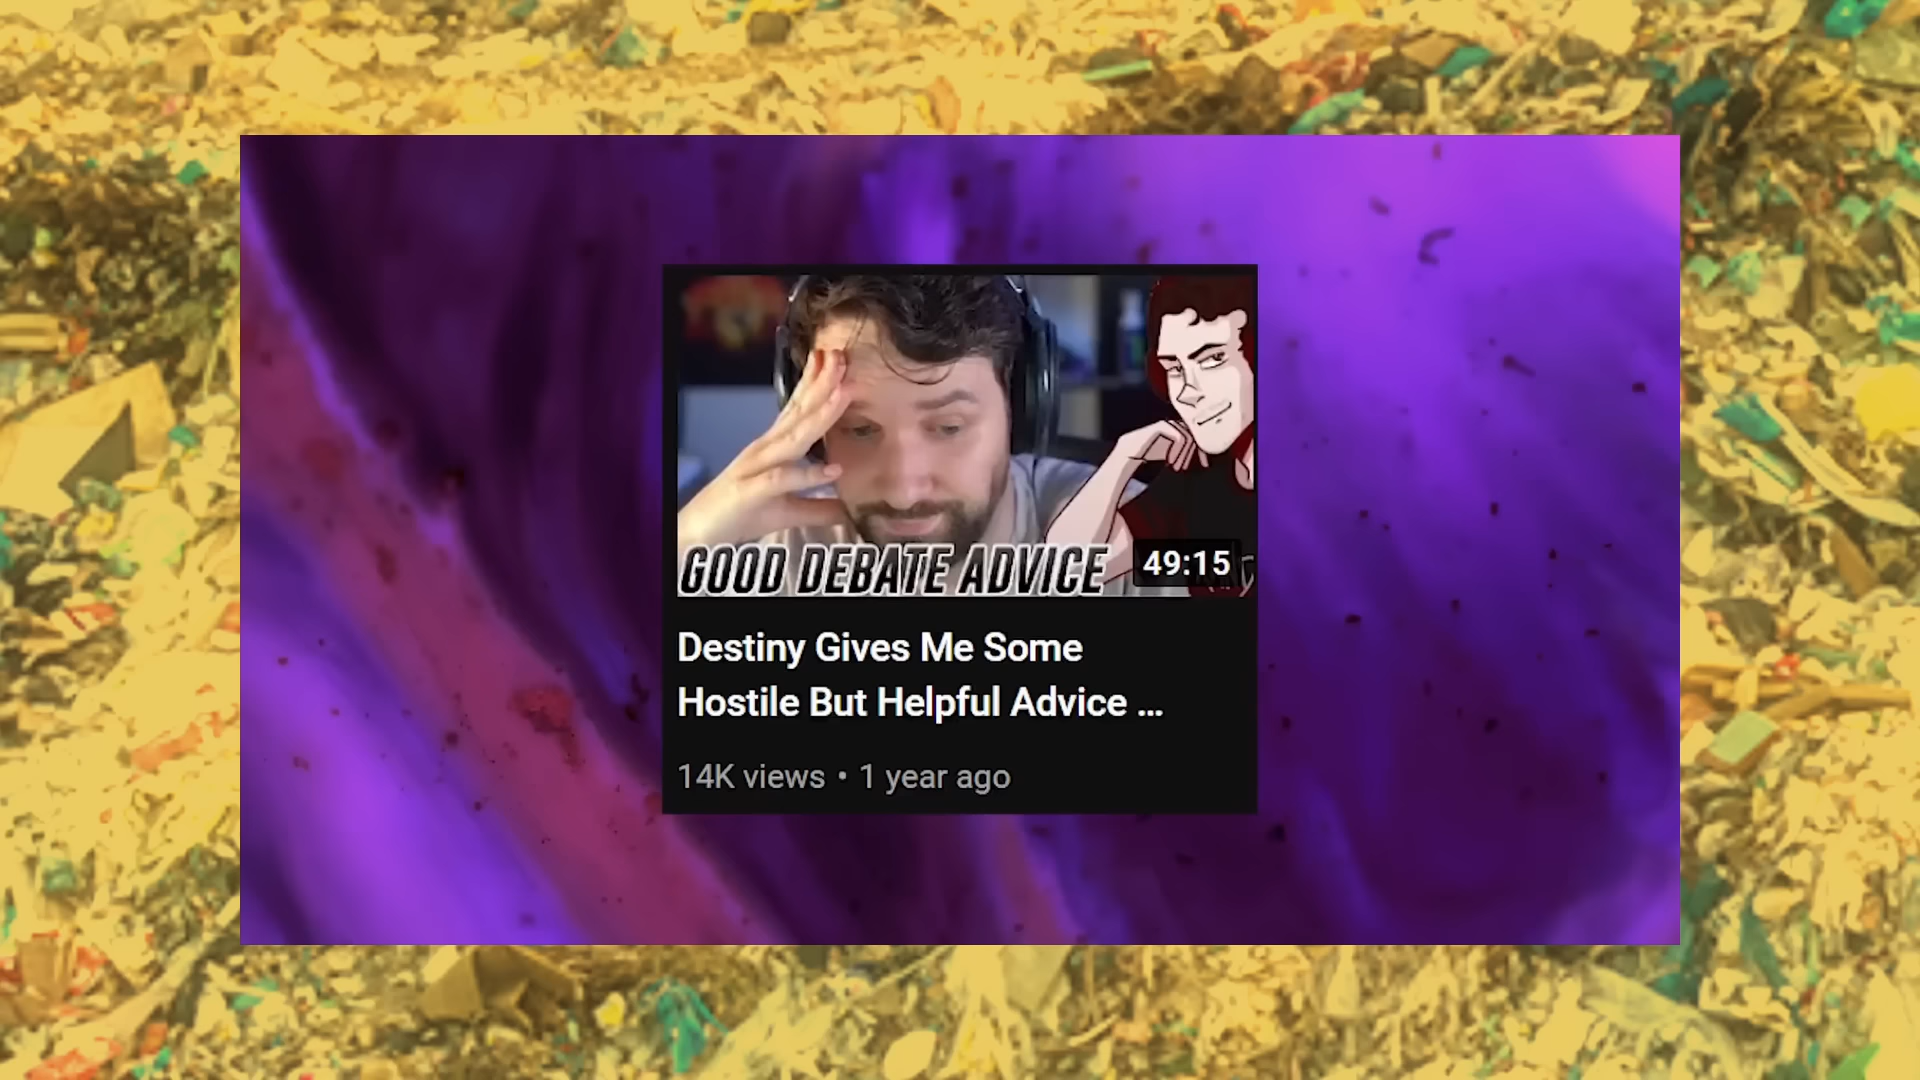 GOOD DEBATE ADVICE
49:15
Destiny Gives Me Some
Hostile But Helpful Advice ...
14K views • 1 year ago